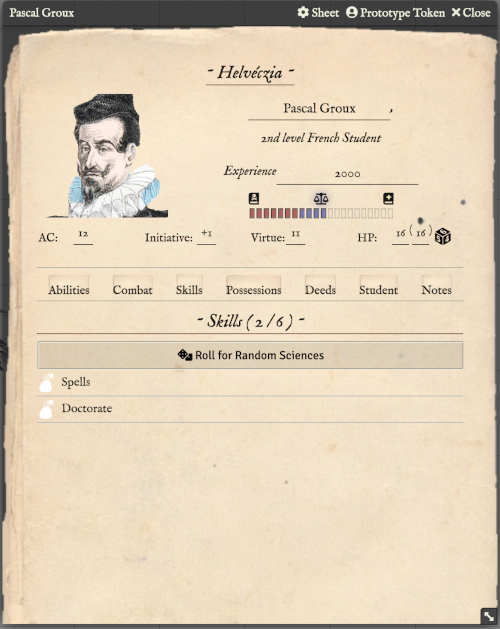 Pascal Groux Sheet Prototype Token Close
~ Helvéczia ~
Pascal Groux ,
2nd level French Student
Experience 2000
AC: 12 Initiative: +1 Virtue: 11 HP: 16 ( 16 )
Abilities Combat Skills Possessions Deeds Student Notes
~ Skills ( 2 / 6 ) ~
Roll for Random Sciences
Spells
Doctorate